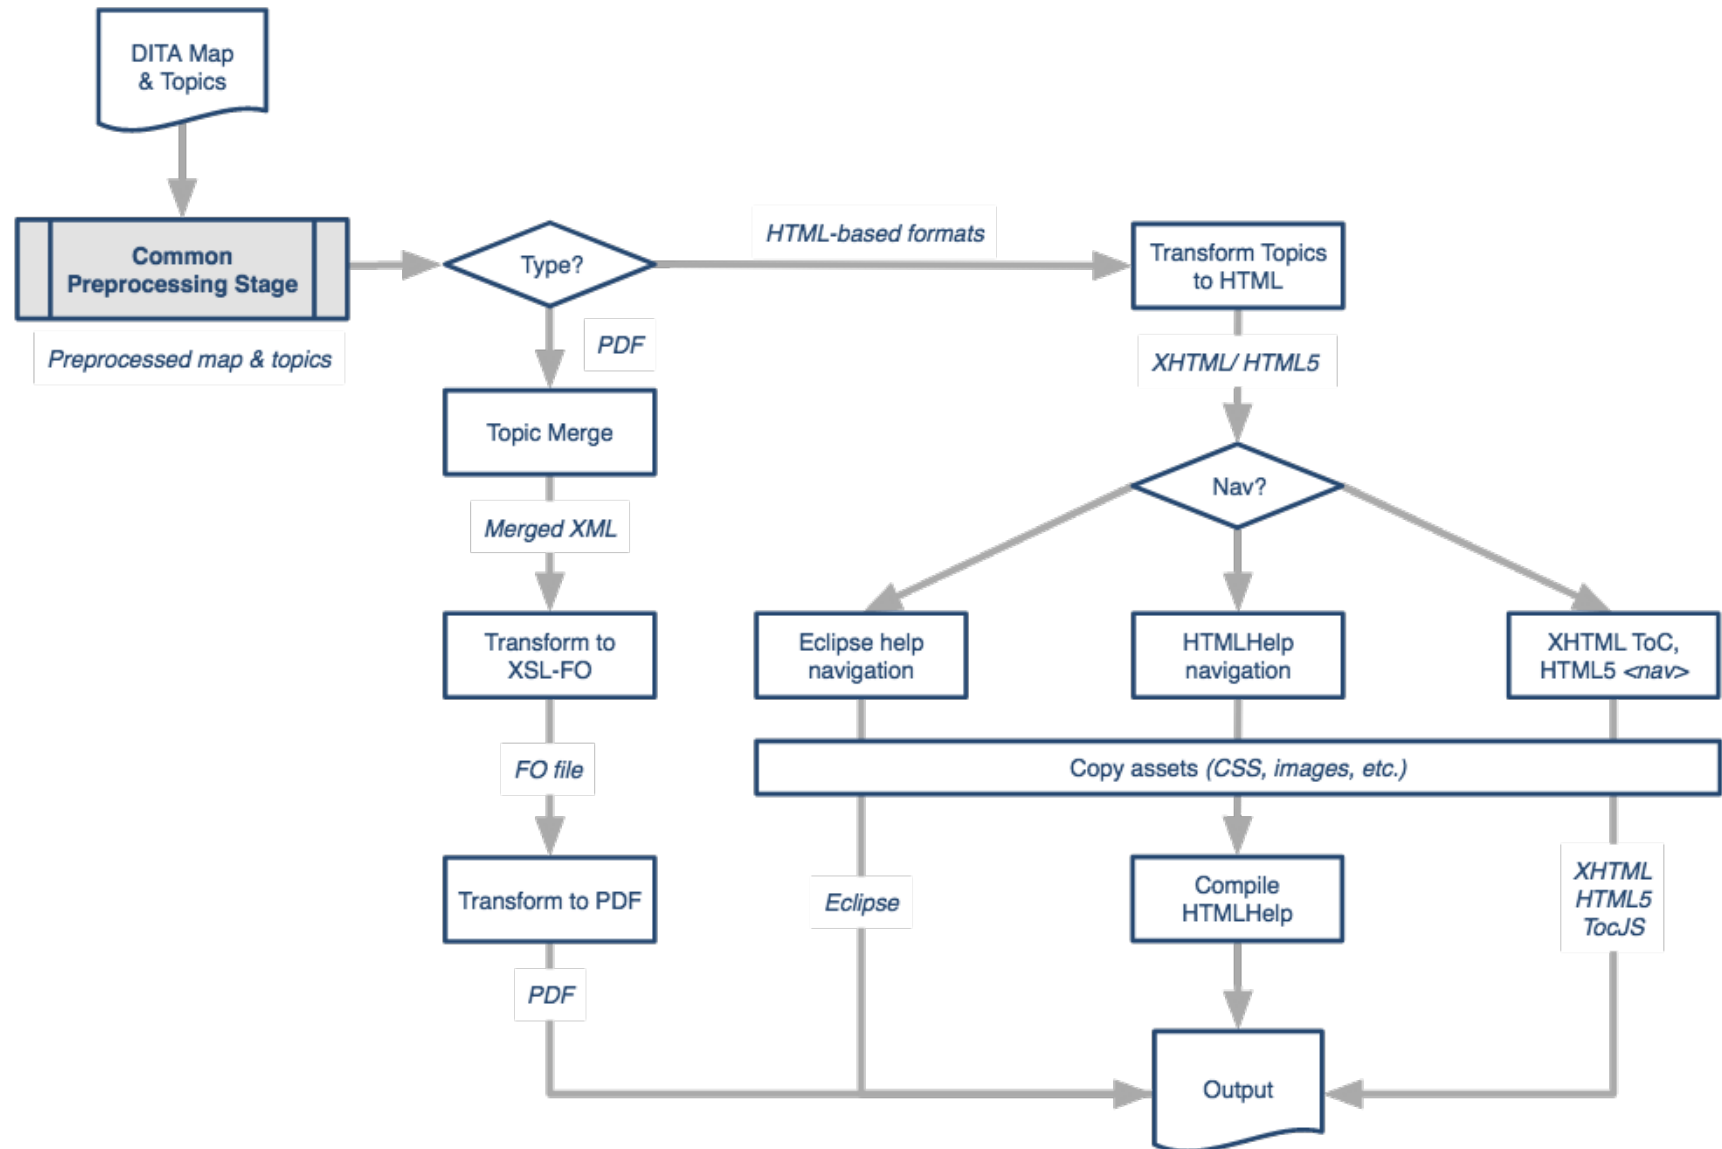 DITA Map
& Topics
Common
Preprocessing Stage
Preprocessed map & topics
Type?
HTML-based formats
Transform Topics
to HTML
PDF
XHTML/ HTML5
Topic Merge
Nav?
Merged XML
Transform to
XSL-FO
Eclipse help
navigation
HTMLHelp
navigation
XHTML ToC,
HTML5 <nav>
FO file
Copy assets (CSS, images, etc.)
Transform to PDF
Eclipse
Compile
HTMLHelp
XHTML
HTML5
TocJS
PDF
Output